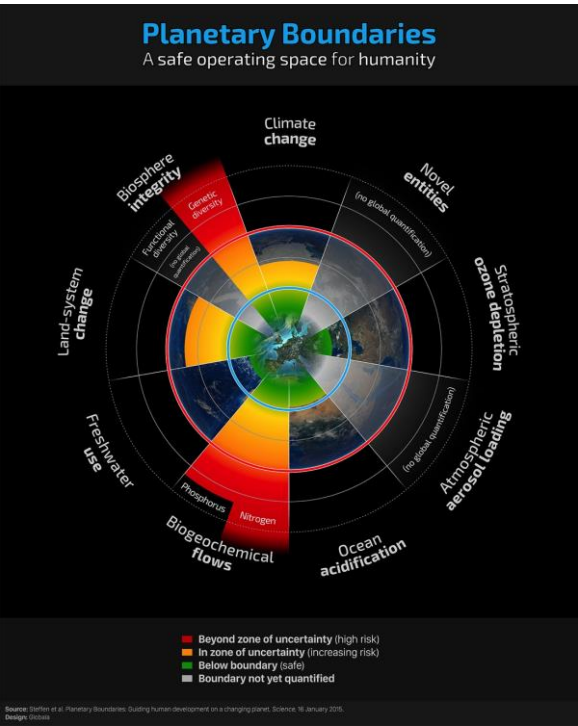 Planetary Boundaries
A safe operating space for humanity
Climate
change
Novel
entities
(no global quantification)
Stratospheric
ozone depletion
Atmospheric
aerosol loading
(no global quantification)
Ocean
acidification
Biogeochemical
flows
Phosphorus
Nitrogen
Freshwater
use
Land-system
change
Biosphere
integrity
Functional
diversity
(no global
quantification)
Genetic
diversity
Beyond zone of uncertainty (high risk)
In zone of uncertainty (increasing risk)
Below boundary (safe)
Boundary not yet quantified
Source: Steffen et al. Planetary Boundaries: Guiding human development on a changing planet, Science, 16 January 2015.
Design: Globaïa